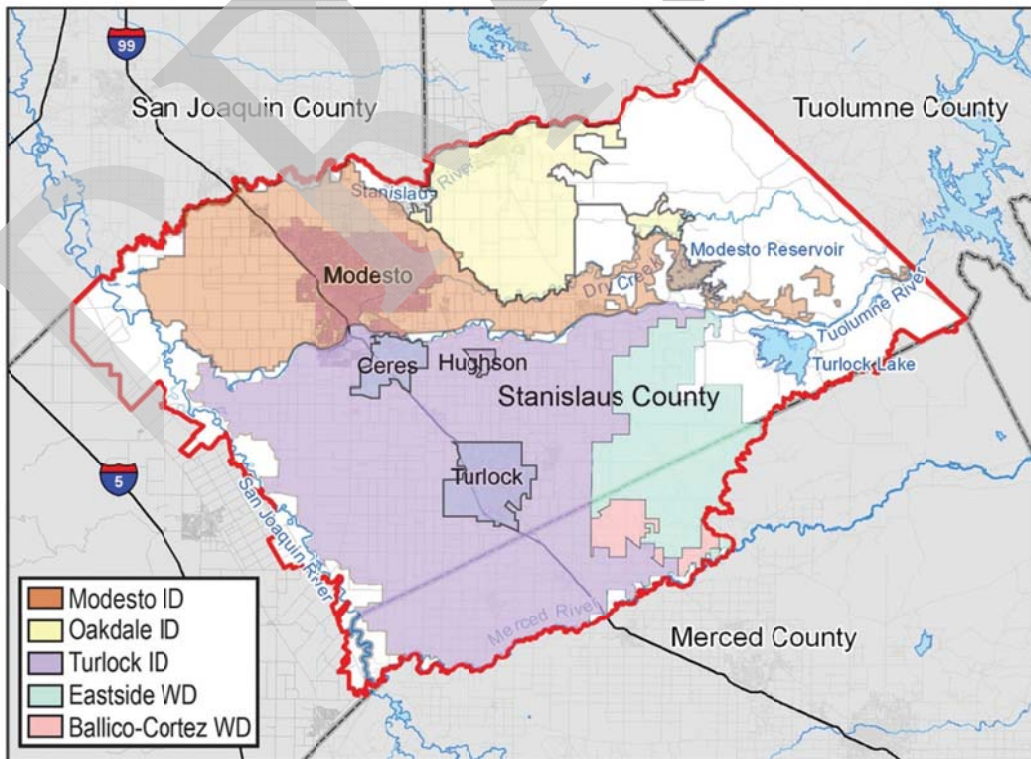 99
San Joaquin County
Tuolumne County
Stanislaus River
Modesto Reservoir
Modesto
Dry Creek
Tuolumne River
Ceres
Hughson
Turlock Lake
Stanislaus County
Turlock
5
San Joaquin River
Merced River
Merced County
Modesto ID
Oakdale ID
Turlock ID
Eastside WD
Ballico-Cortez WD